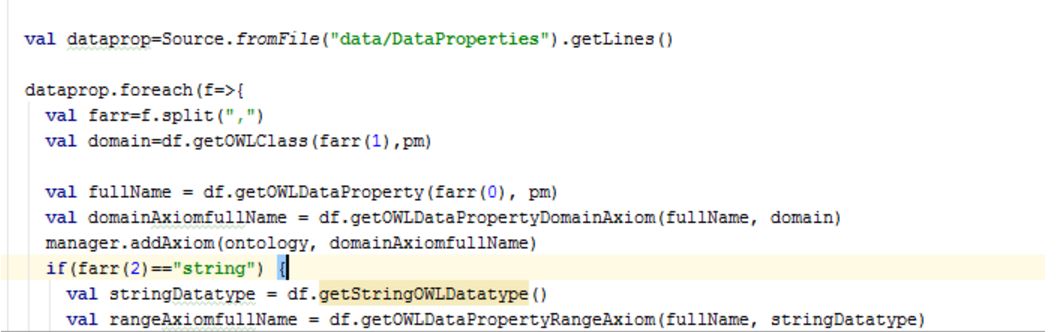 val dataprop=Source.fromFile("data/DataProperties").getLines()
dataprop.foreach(f=>{
val farr=f.split(",")
val domain=df.getOWLClass(farr(1),pm)
val fullName = df.getOWLDataProperty(farr(0), pm)
val domainAxiomfullName = df.getOWLDataPropertyDomainAxiom(fullName, domain)
manager.addAxiom(ontology, domainAxiomfullName)
if(farr(2)=="string") {
val stringDatatype = df.getStringOWLDatatype()
val rangeAxiomfullName = df.getOWLDataPropertyRangeAxiom(fullName, stringDatatype)